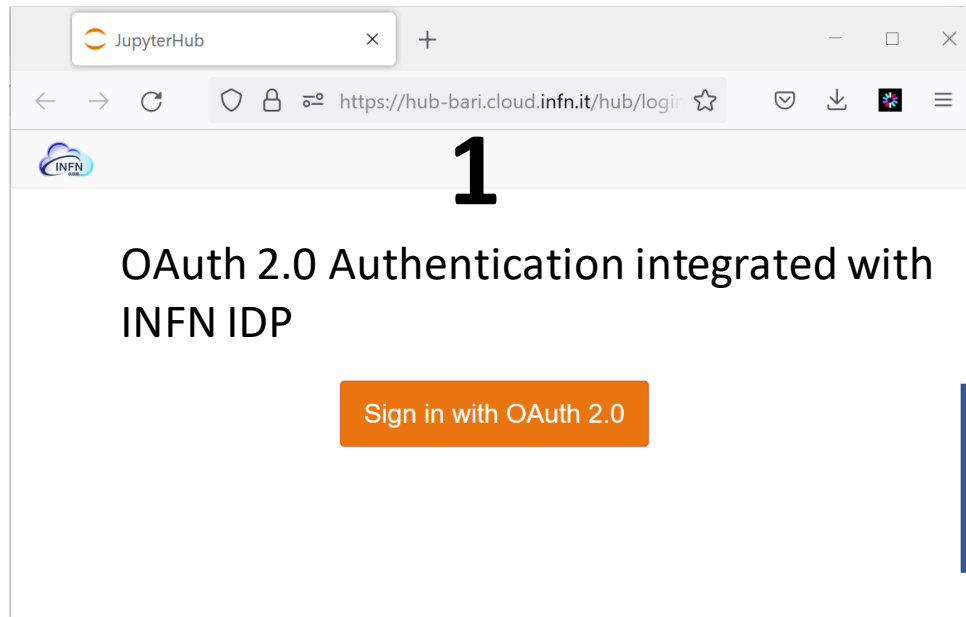 JupyterHub
https://hub-bari.cloud.infn.it/hub/login
INFN
CLOUD
1
OAuth 2.0 Authentication integrated with
INFN IDP
Sign in with OAuth 2.0